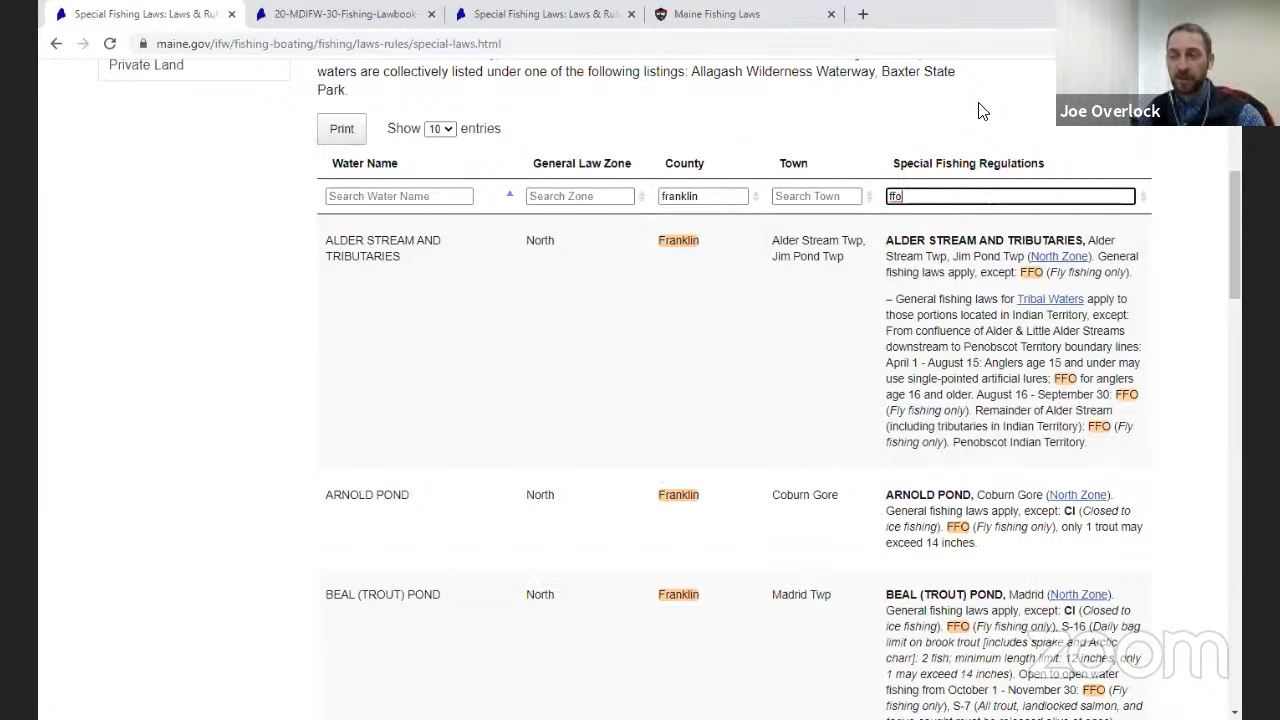 Special Fishing Laws: Laws & Rul
20-MDIFW-30-Fishing-Lawbook
Special Fishing Laws: Laws & Rul
Maine Fishing Laws
maine.gov/ifw/fishing-boating/fishing/laws-rules/special-laws.html
Private Land
waters are collectively listed under one of the following listings: Allagash Wilderness Waterway, Baxter State
Park.
Joe Overlock
Print
Show 10 entries
Water Name
General Law Zone
County
Town
Special Fishing Regulations
Search Water Name
Search Zone
franklin
Search Town
ffo
ALDER STREAM AND
TRIBUTARIES
North
Franklin
Alder Stream Twp,
Jim Pond Twp
ALDER STREAM AND TRIBUTARIES, Alder
Stream Twp, Jim Pond Twp (North Zone). General
fishing laws apply, except: FFO (Fly fishing only).
– General fishing laws for Tribal Waters apply to
those portions located in Indian Territory, except:
From confluence of Alder & Little Alder Streams
downstream to Penobscot Territory boundary lines:
April 1 - August 15: Anglers age 15 and under may
use single-pointed artificial lures; FFO for anglers
age 16 and older. August 16 - September 30: FFO
(Fly fishing only). Remainder of Alder Stream
(including tributaries in Indian Territory): FFO (Fly
fishing only). Penobscot Indian Territory.
ARNOLD POND
North
Franklin
Coburn Gore
ARNOLD POND, Coburn Gore (North Zone).
General fishing laws apply, except: CI (Closed to
ice fishing). FFO (Fly fishing only), only 1 trout may
exceed 14 inches.
BEAL (TROUT) POND
North
Franklin
Madrid Twp
BEAL (TROUT) POND, Madrid (North Zone).
General fishing laws apply, except: CI (Closed to
ice fishing). FFO (Fly fishing only), S-16 (Daily bag
limit on brook trout [includes splake and Arctic
charr]: 2 fish; minimum length limit: 12 inches, only
1 may exceed 14 inches). Open to open water
fishing from October 1 - November 30: FFO (Fly
fishing only), S-7 (All trout, landlocked salmon, and
zoom